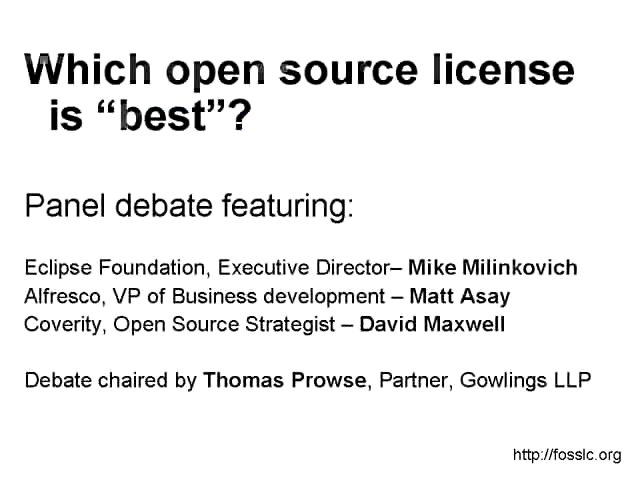 Which open source license
is “best”?
Panel debate featuring:
Eclipse Foundation, Executive Director– Mike Milinkovich
Alfresco, VP of Business development – Matt Asay
Coverity, Open Source Strategist – David Maxwell
Debate chaired by Thomas Prowse, Partner, Gowlings LLP
http://fosslc.org